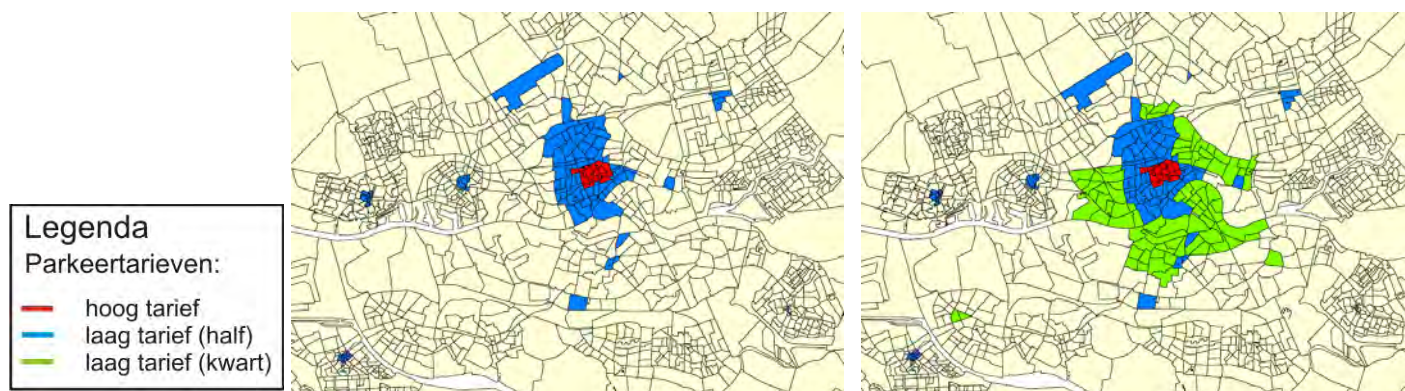 Legenda
Parkeertarieven:
hoog tarief
laag tarief (half)
laag tarief (kwart)